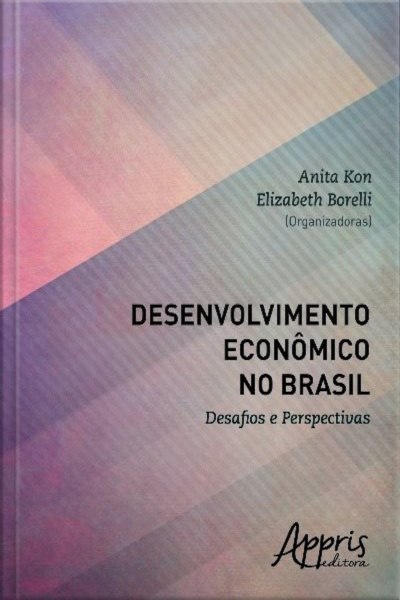 Anita Kon
Elizabeth Borelli
(Organizadoras)
DESENVOLVIMENTO
ECONÔMICO
NO BRASIL
Desafios e Perspectivas
Appris
editora